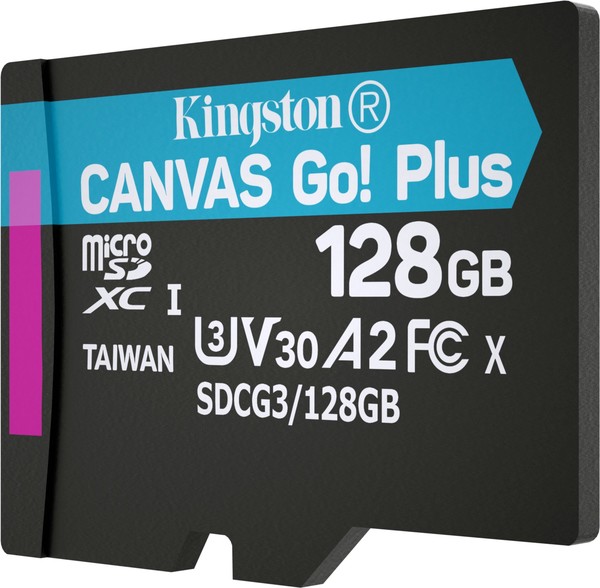 Kingston®
CANVAS Go! Plus
micro SD XC I
128GB
TAIWAN U3 V30 A2 FC X
SDCG3/128GB